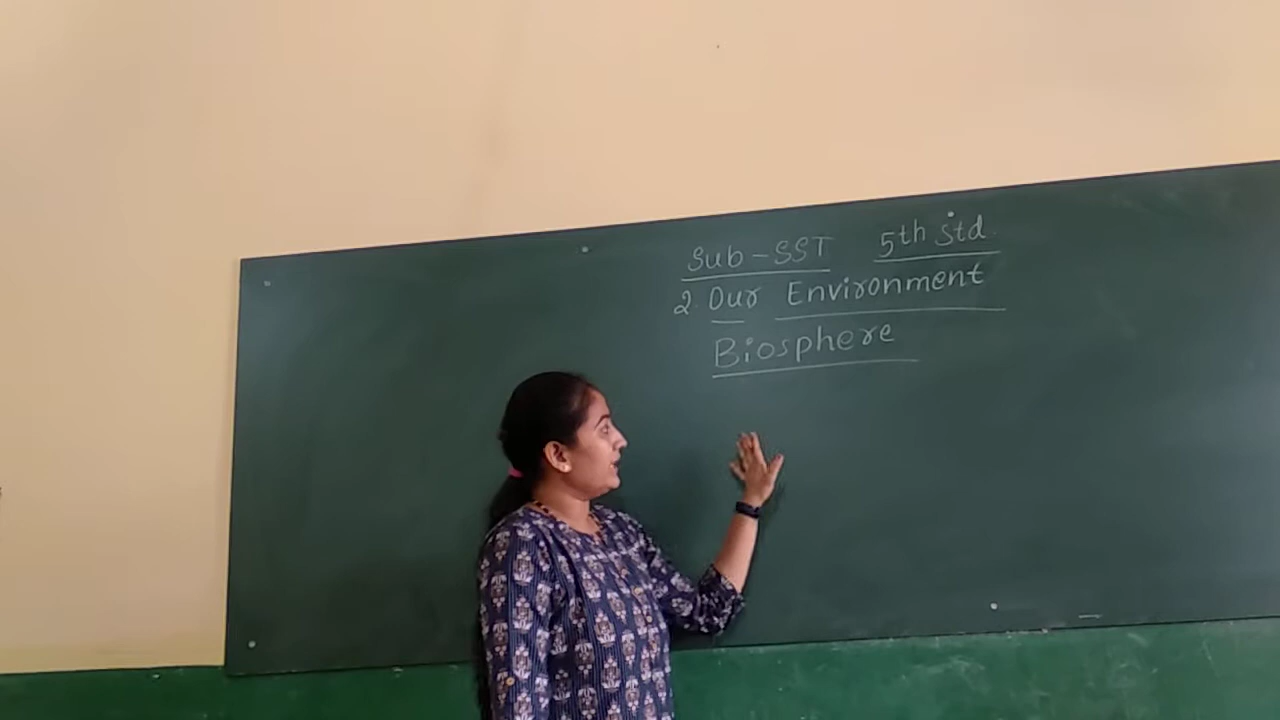 Sub - SST 5th std.
2. Our Environment
Biosphere